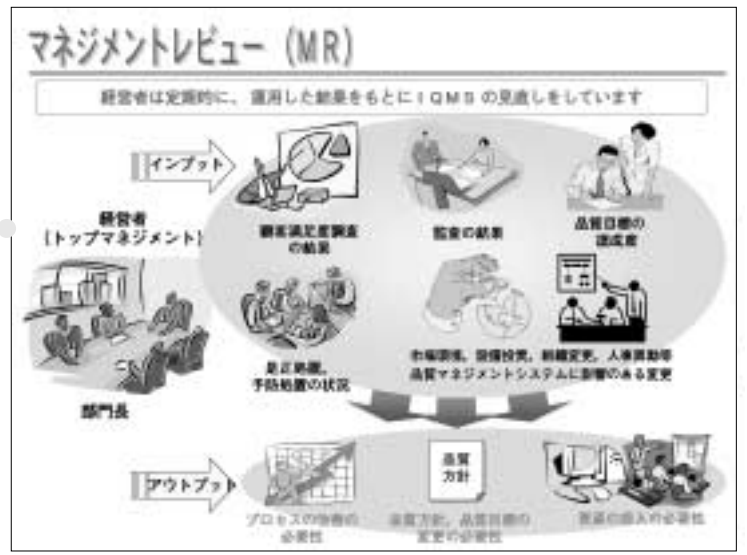 マネジメントレビュー（MR）
経営者は定期的に、運用した結果をもとにIQMSの見直しをしています
インプット
経営者
(トップマネジメント)
部門長
顧客満足度調査
の結果
監査の結果
品質目標の
達成度
是正処置，
予防処置の状況
市場環境，設備投資，組織変更，人事異動等
品質マネジメントシステムに影響のある変更
アウトプット
プロセスの改善の
必要性
品質
方針
品質方針，品質目標の
変更の必要性
資源の投入の必要性